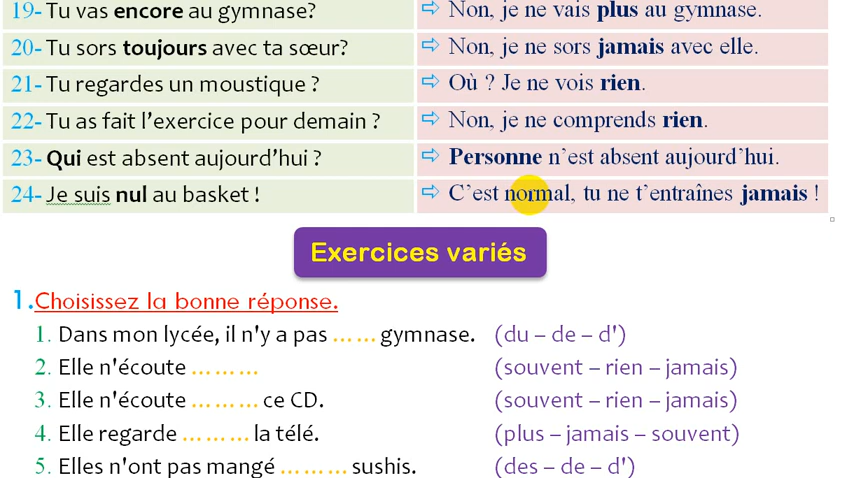 19- Tu vas encore au gymnase? ⇨ Non, je ne vais plus au gymnase.
20- Tu sors toujours avec ta sœur? ⇨ Non, je ne sors jamais avec elle.
21- Tu regardes un moustique ? ⇨ Où ? Je ne vois rien.
22- Tu as fait l'exercice pour demain ? ⇨ Non, je ne comprends rien.
23- Qui est absent aujourd'hui ? ⇨ Personne n'est absent aujourd'hui.
24- Je suis nul au basket ! ⇨ C'est normal, tu ne t'entraînes jamais !
Exercices variés
1. Choisissez la bonne réponse.
1. Dans mon lycée, il n'y a pas …… gymnase. (du – de – d')
2. Elle n'écoute ……… (souvent – rien – jamais)
3. Elle n'écoute ……… ce CD. (souvent – rien – jamais)
4. Elle regarde ……… la télé. (plus – jamais – souvent)
5. Elles n'ont pas mangé ……… sushis. (des – de – d')